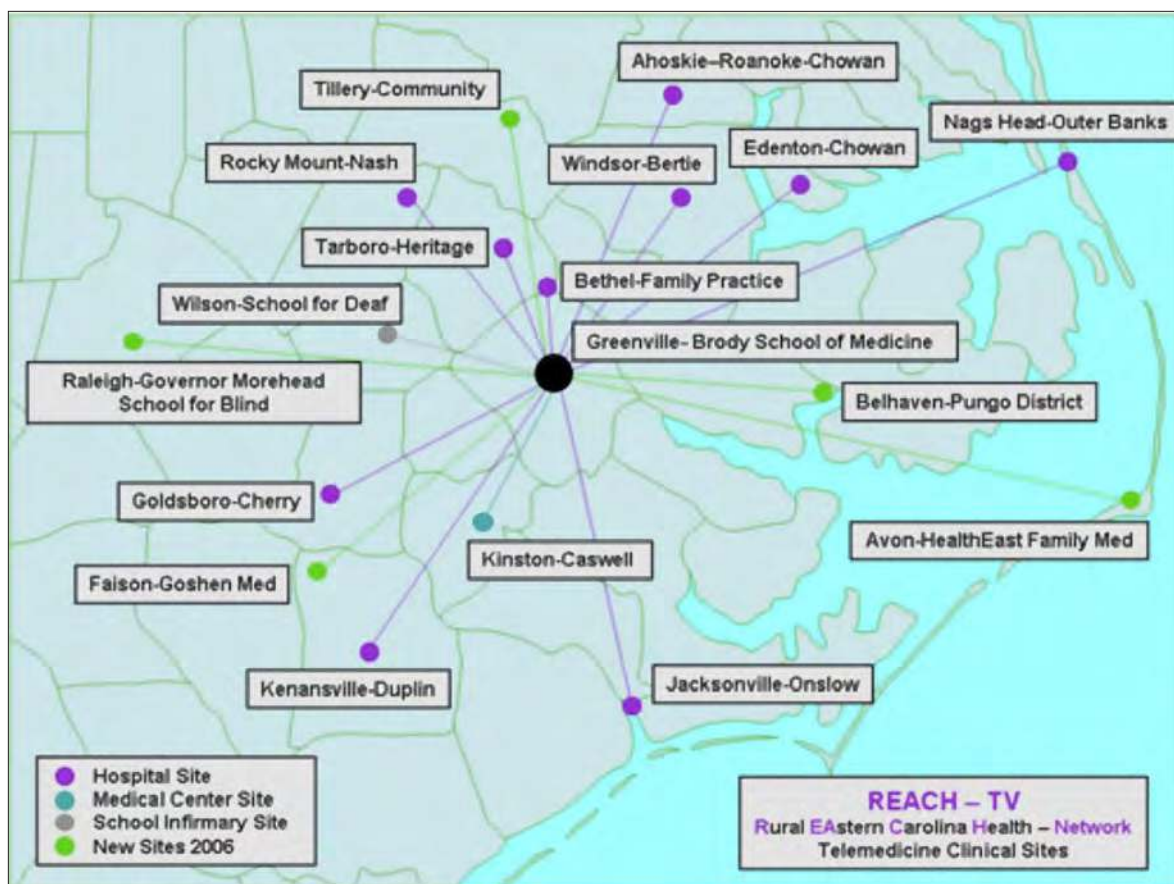 Ahoskie–Roanoke-Chowan
Tillery-Community
Nags Head-Outer Banks
Edenton-Chowan
Rocky Mount-Nash
Windsor-Bertie
Tarboro-Heritage
Bethel-Family Practice
Wilson-School for Deaf
Greenville- Brody School of Medicine
Raleigh-Governor Morehead
School for Blind
Belhaven-Pungo District
Goldsboro-Cherry
Avon-HealthEast Family Med
Kinston-Caswell
Faison-Goshen Med
Kenansville-Duplin
Jacksonville-Onslow
Hospital Site
Medical Center Site
School Infirmary Site
New Sites 2006
REACH – TV
Rural EAstern Carolina Health – Network
Telemedicine Clinical Sites